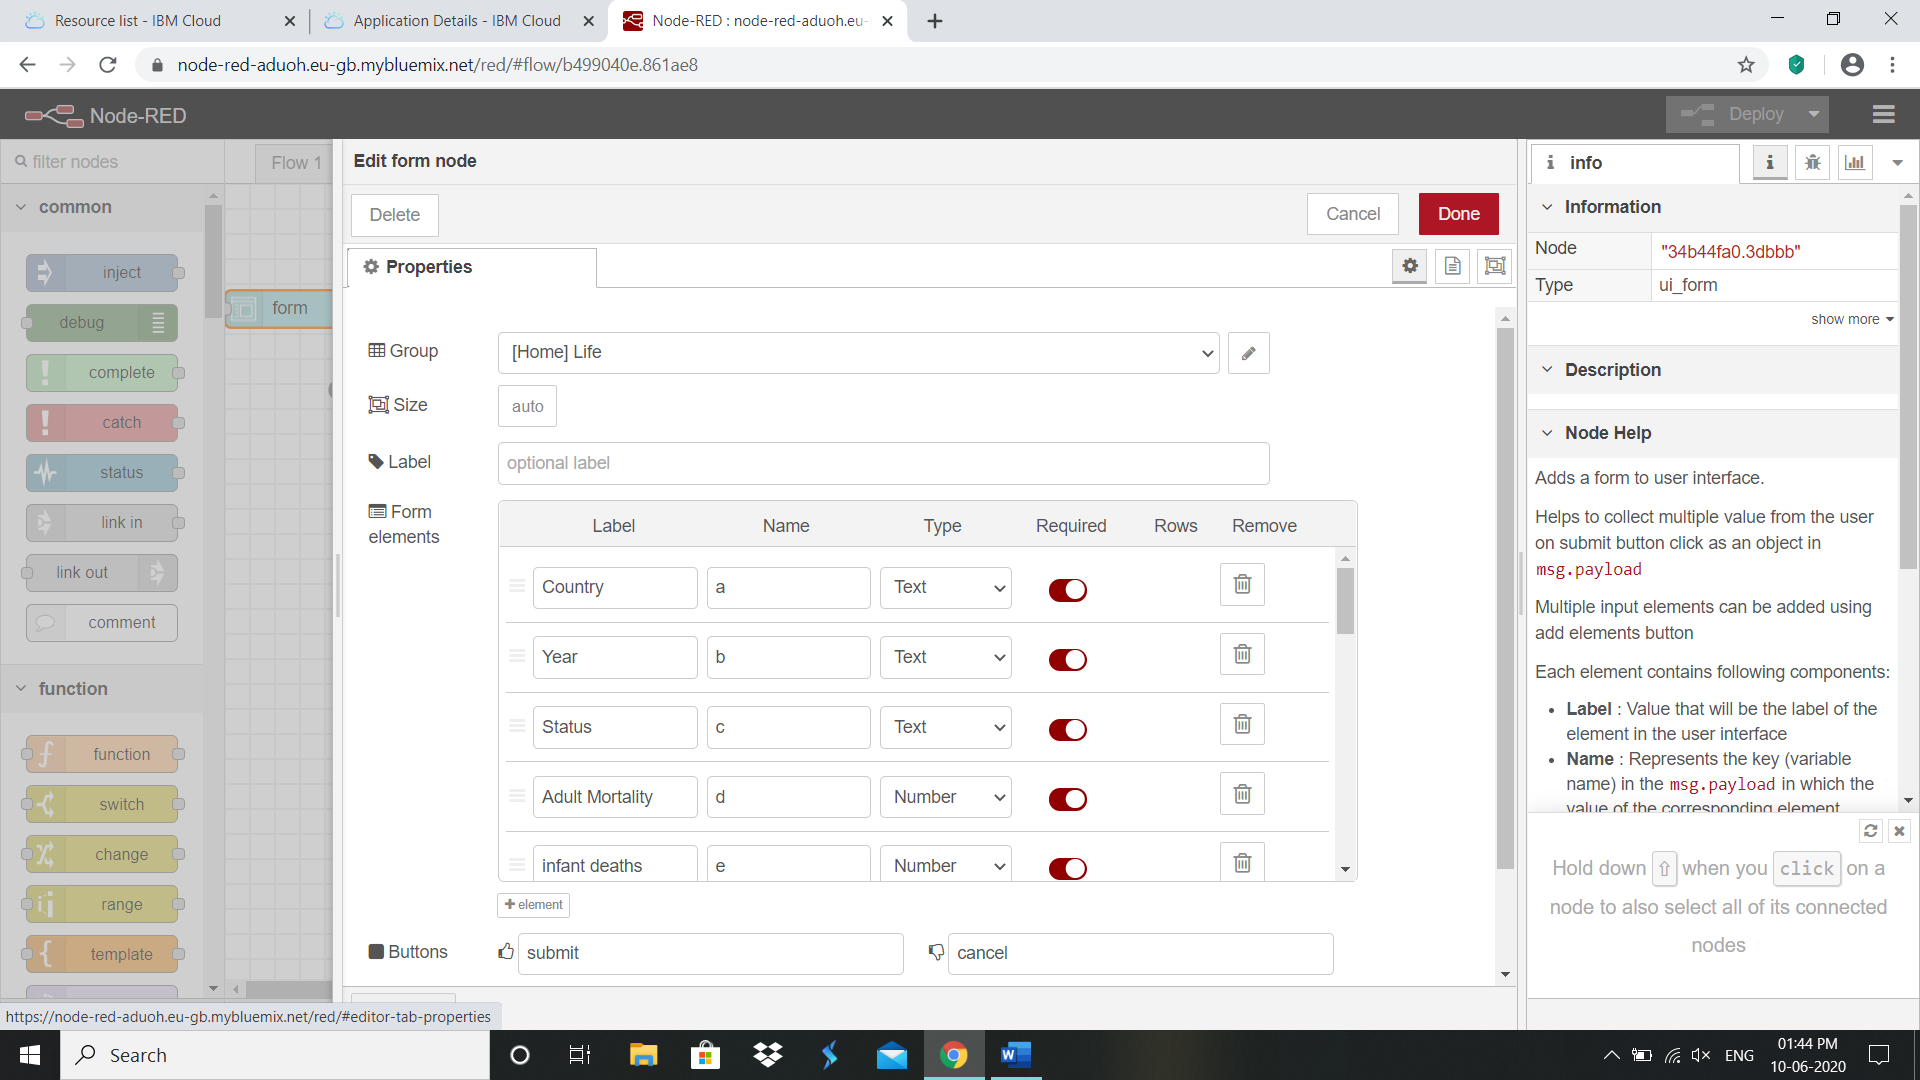 Resource list - IBM Cloud
Application Details - IBM Cloud
Node-RED : node-red-aduoh.eu-
node-red-aduoh.eu-gb.mybluemix.net/red/#flow/b499040e.861ae8
Node-RED
Deploy
filter nodes
common
inject
debug
complete
catch
status
link in
link out
comment
function
function
switch
change
range
template
Flow 1
form
Edit form node
Delete
Cancel
Done
Properties
Group
[Home] Life
Size
auto
Label
optional label
Form
elements
Label Name Type Required Rows Remove
Country a Text
Year b Text
Status c Text
Adult Mortality d Number
infant deaths e Number
element
Buttons
submit
cancel
info
Information
Node "34b44fa0.3dbbb"
Type ui_form
show more
Description
Node Help
Adds a form to user interface.
Helps to collect multiple value from the user
on submit button click as an object in
msg.payload
Multiple input elements can be added using
add elements button
Each element contains following components:
• Label : Value that will be the label of the
element in the user interface
• Name : Represents the key (variable
name) in the msg.payload in which the
value of the corresponding element
Hold down ⇧ when you click on a
node to also select all of its connected
nodes
https://node-red-aduoh.eu-gb.mybluemix.net/red/#editor-tab-properties
Search
ENG
01:44 PM
10-06-2020